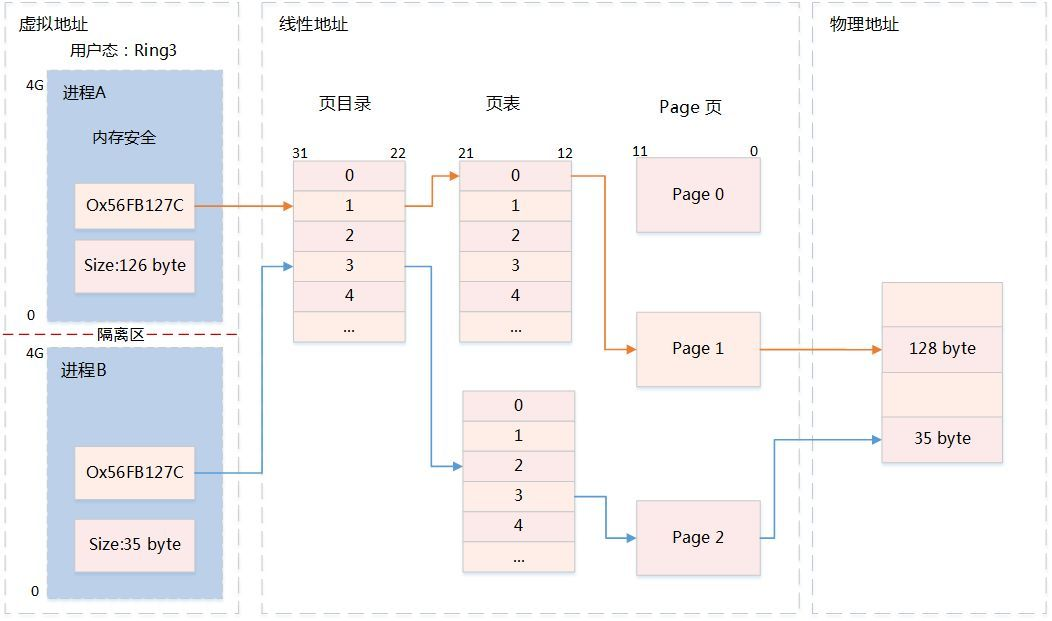 虚拟地址
用户态：Ring3
4G
进程A
内存安全
Ox56FB127C
Size:126 byte
0
隔离区
4G
进程B
Ox56FB127C
Size:35 byte
0
线性地址
页目录
31 22
0
1
2
3
4
...
页表
21 12
0
1
2
3
4
...
0
1
2
3
4
...
Page 页
11 0
Page 0
Page 1
Page 2
物理地址
128 byte
35 byte